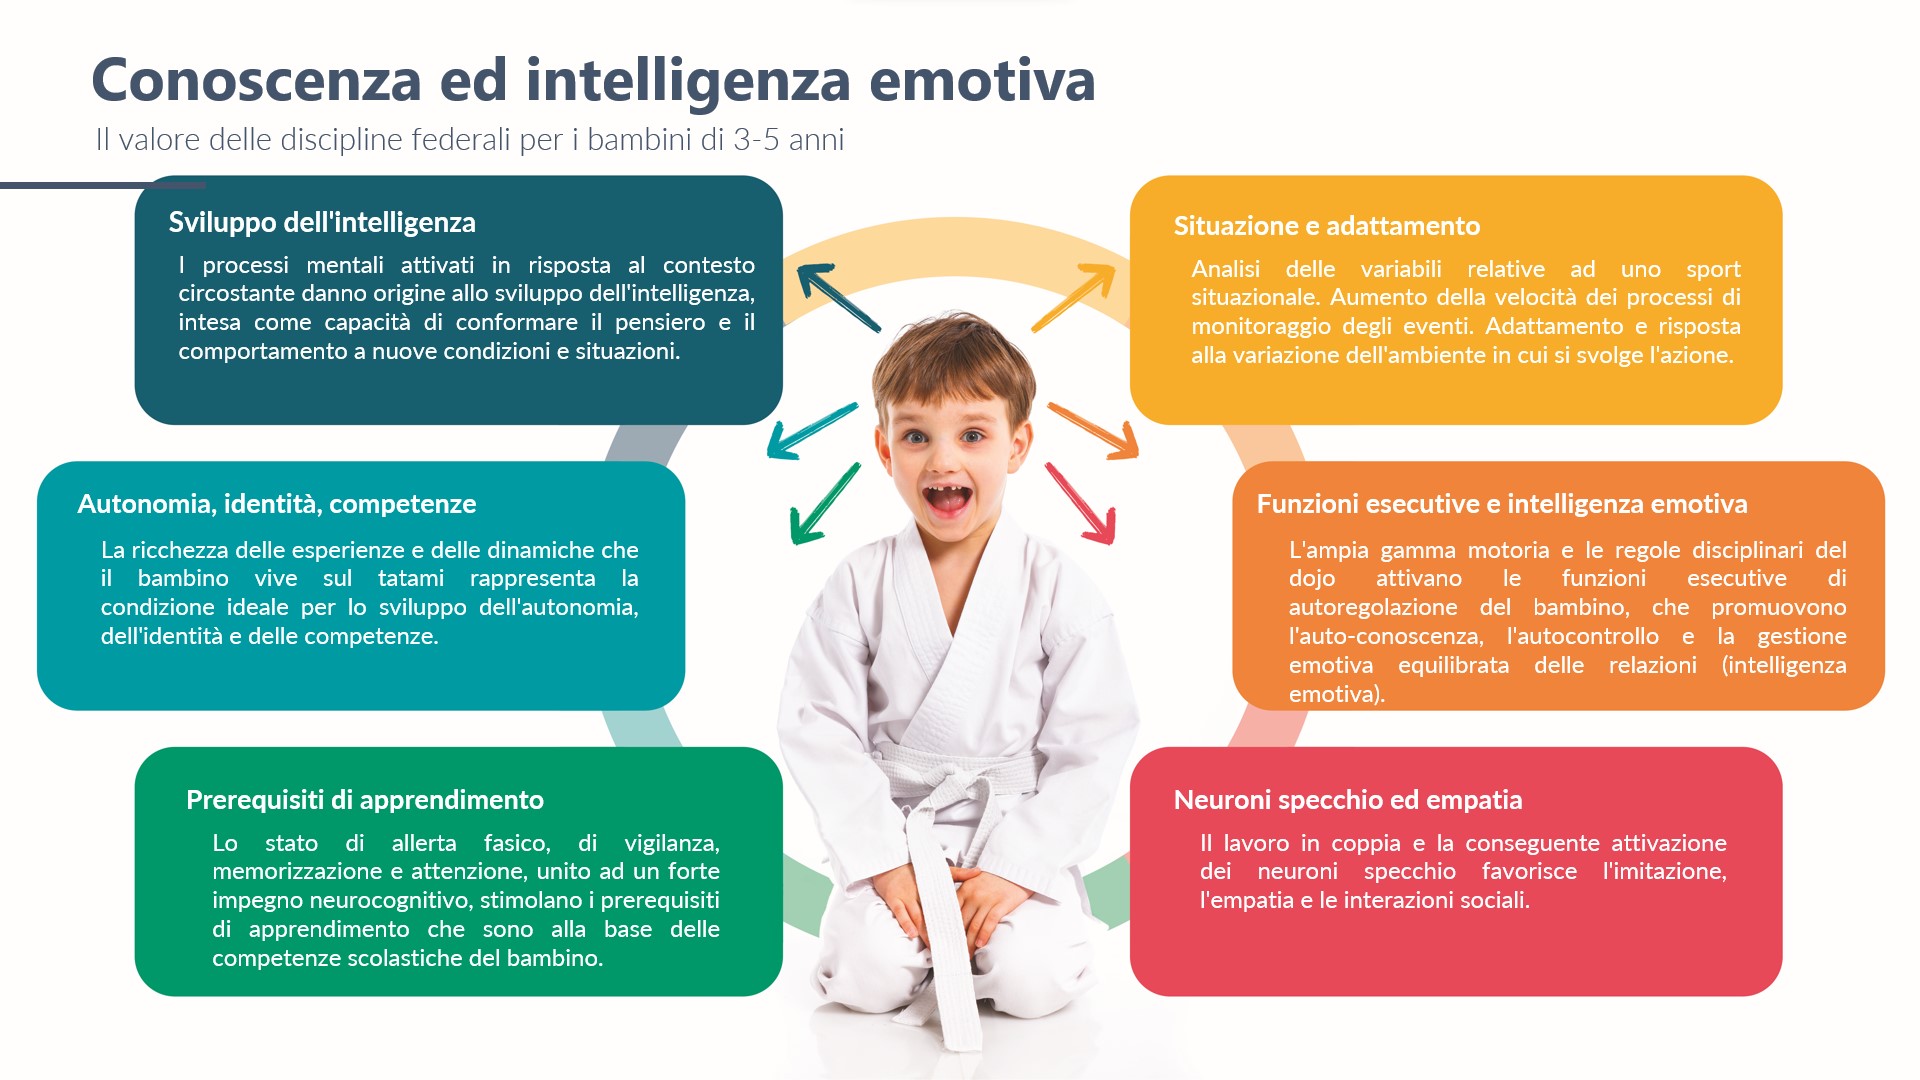 Conoscenza ed intelligenza emotiva
Il valore delle discipline federali per i bambini di 3-5 anni
Sviluppo dell'intelligenza
I processi mentali attivati in risposta al contesto
circostante danno origine allo sviluppo dell'intelligenza,
intesa come capacità di conformare il pensiero e il
comportamento a nuove condizioni e situazioni.
Situazione e adattamento
Analisi delle variabili relative ad uno sport
situazionale. Aumento della velocità dei processi di
monitoraggio degli eventi. Adattamento e risposta
alla variazione dell'ambiente in cui si svolge l'azione.
Autonomia, identità, competenze
La ricchezza delle esperienze e delle dinamiche che
il bambino vive sul tatami rappresenta la
condizione ideale per lo sviluppo dell'autonomia,
dell'identità e delle competenze.
Funzioni esecutive e intelligenza emotiva
L'ampia gamma motoria e le regole disciplinari del
dojo attivano le funzioni esecutive di
autoregolazione del bambino, che promuovono
l'auto-conoscenza, l'autocontrollo e la gestione
emotiva equilibrata delle relazioni (intelligenza
emotiva).
Prerequisiti di apprendimento
Lo stato di allerta fasico, di vigilanza,
memorizzazione e attenzione, unito ad un forte
impegno neurocognitivo, stimolano i prerequisiti
di apprendimento che sono alla base delle
competenze scolastiche del bambino.
Neuroni specchio ed empatia
Il lavoro in coppia e la conseguente attivazione
dei neuroni specchio favorisce l'imitazione,
l'empatia e le interazioni sociali.